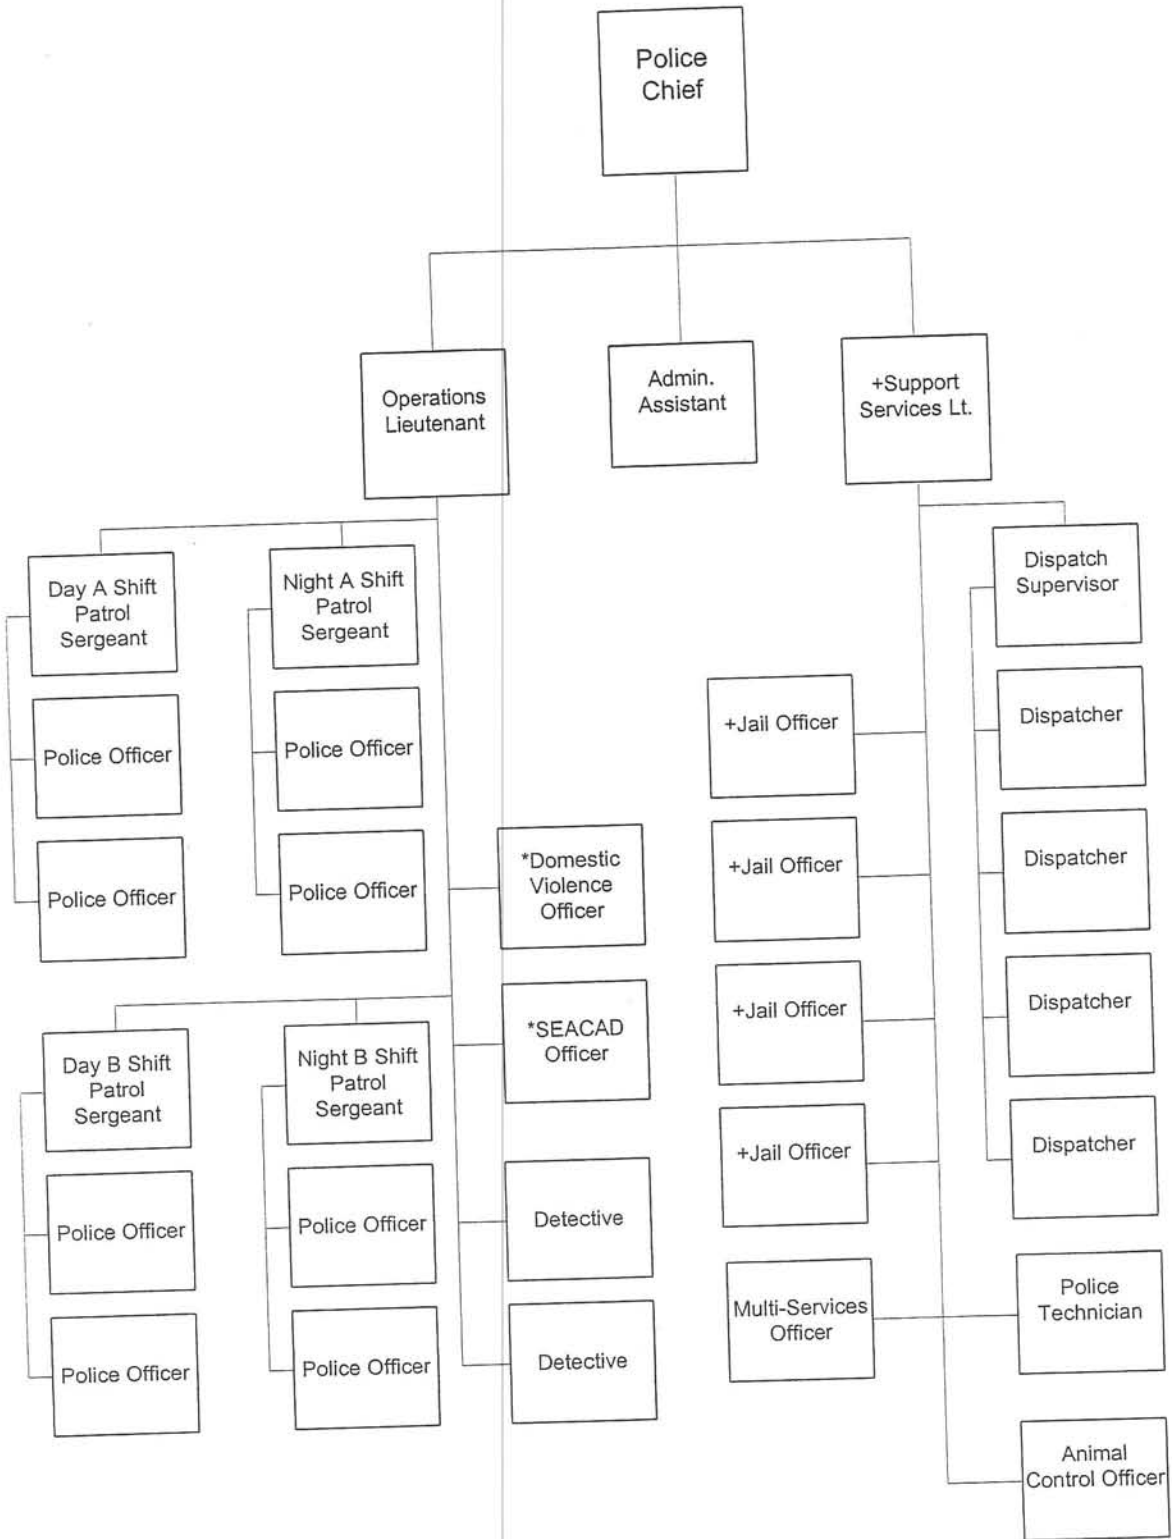 Police
Chief
Operations
Lieutenant
Admin.
Assistant
+Support
Services Lt.
Day A Shift
Patrol
Sergeant
Police Officer
Police Officer
Night A Shift
Patrol
Sergeant
Police Officer
Police Officer
Day B Shift
Patrol
Sergeant
Police Officer
Police Officer
Night B Shift
Patrol
Sergeant
Police Officer
Police Officer
*Domestic
Violence
Officer
*SEACAD
Officer
Detective
Detective
+Jail Officer
+Jail Officer
+Jail Officer
+Jail Officer
Multi-Services
Officer
Dispatch
Supervisor
Dispatcher
Dispatcher
Dispatcher
Dispatcher
Police
Technician
Animal
Control Officer